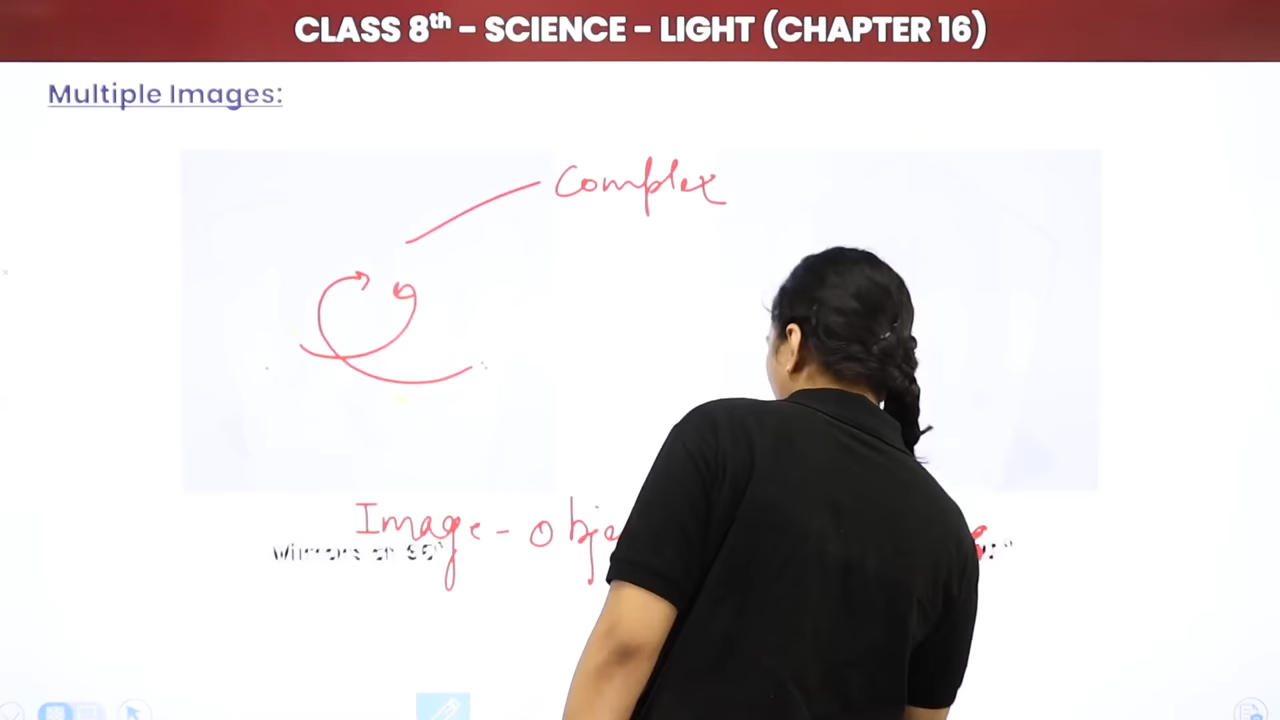 CLASS 8th - SCIENCE - LIGHT (CHAPTER 16)
Multiple Images:
Complex
Image - Obje